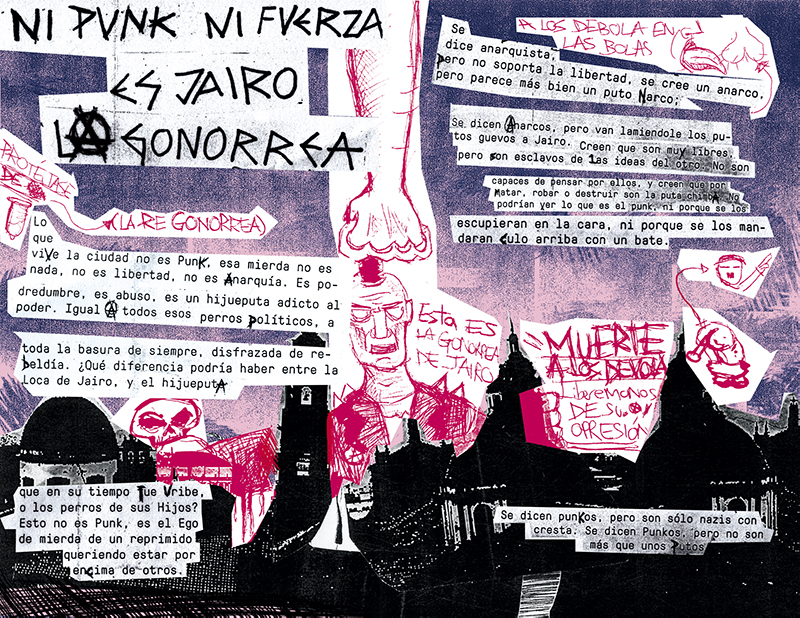 NI PUNK NI FUERZA
ES JAIRO
LA GONORREA
PROTEJASE
DE
(LA RE GONORREA)
Lo
que
viVe la ciudad no es PunK, esa mierda no es
nada, no es libertad, no es Anarquía. Es po-
dredumbre, es abuso, es un hijueputa adicto al
poder. Igual A todos esos perros políticos, a
toda la basura de siempre, disfrazada de re-
beldía. ¿Qué diferencia podría haber entre la
Loca de Jairo, y el hijueputA
que en su tiempo fue Uribe,
o los perros de sus Hijos?
Esto no es Punk, es el Ego
de mierda de un reprimido
queriendo estar por
encima de otros.
Esta ES
LA GONORREA
DE JAIRO
A LOS DEBOLA EN
LAS BOLAS
Se
dice anarquista,
pero no soporta la libertad, se cree un anarco,
pero parece más bien un puto Narco;
Se dicen Anarcos, pero van lamiendole los pu-
tos guevos a Jairo. Creen que son muy libres,
pero son esclavos de las ideas del otro. No son
capaces de pensar por ellos, y creen que por
Matar, robar o destruir son la puta chimbA. No
podrían ver lo que es el punk, ni porque se los
escupieran en la cara, ni porque se los man-
daran culo arriba con un bate.
"MUERTE
A LOS DEVOLA
Libremonos
DE SU
OPRESIÓN
Se dicen punKos, pero son sólo nazis con
cresta. Se dicen Punkos, pero no son
más que unos Putos